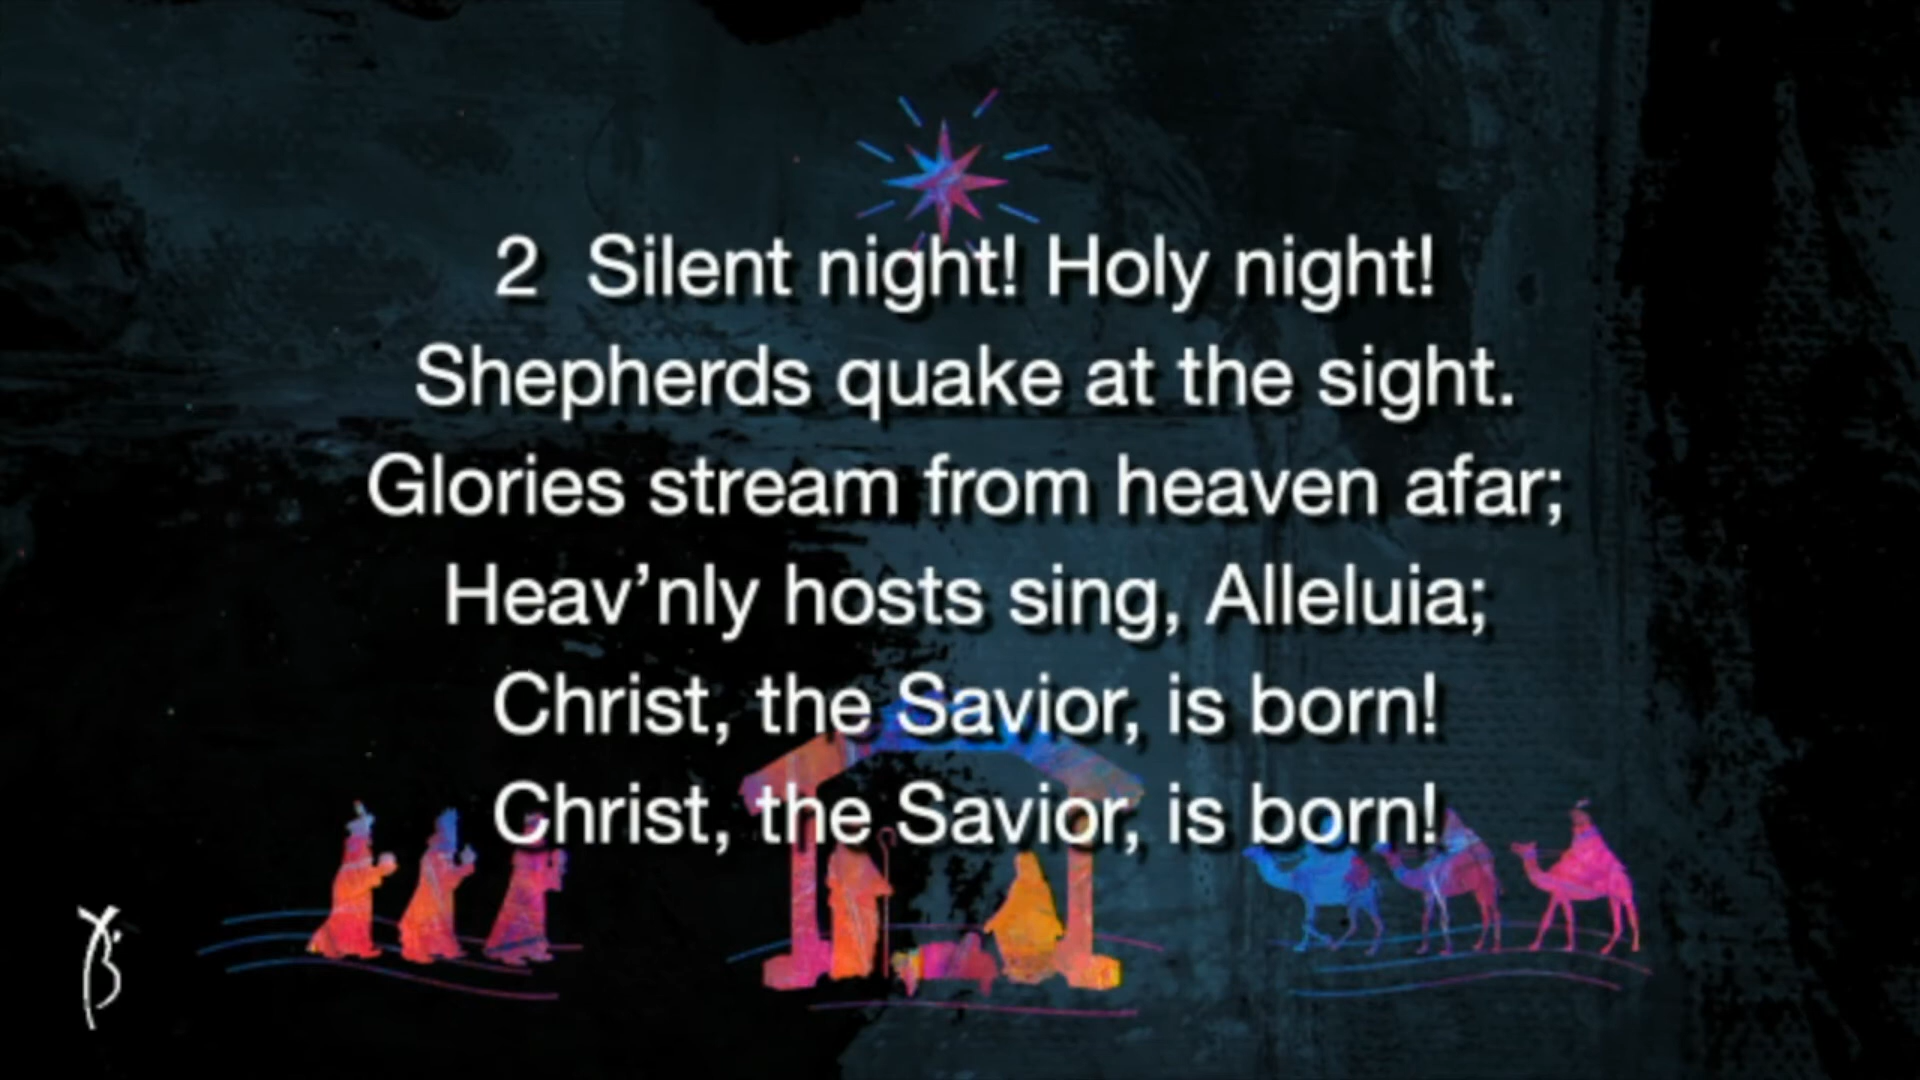 2 Silent night! Holy night!
Shepherds quake at the sight.
Glories stream from heaven afar;
Heav’nly hosts sing, Alleluia;
Christ, the Savior, is born!
Christ, the Savior, is born!